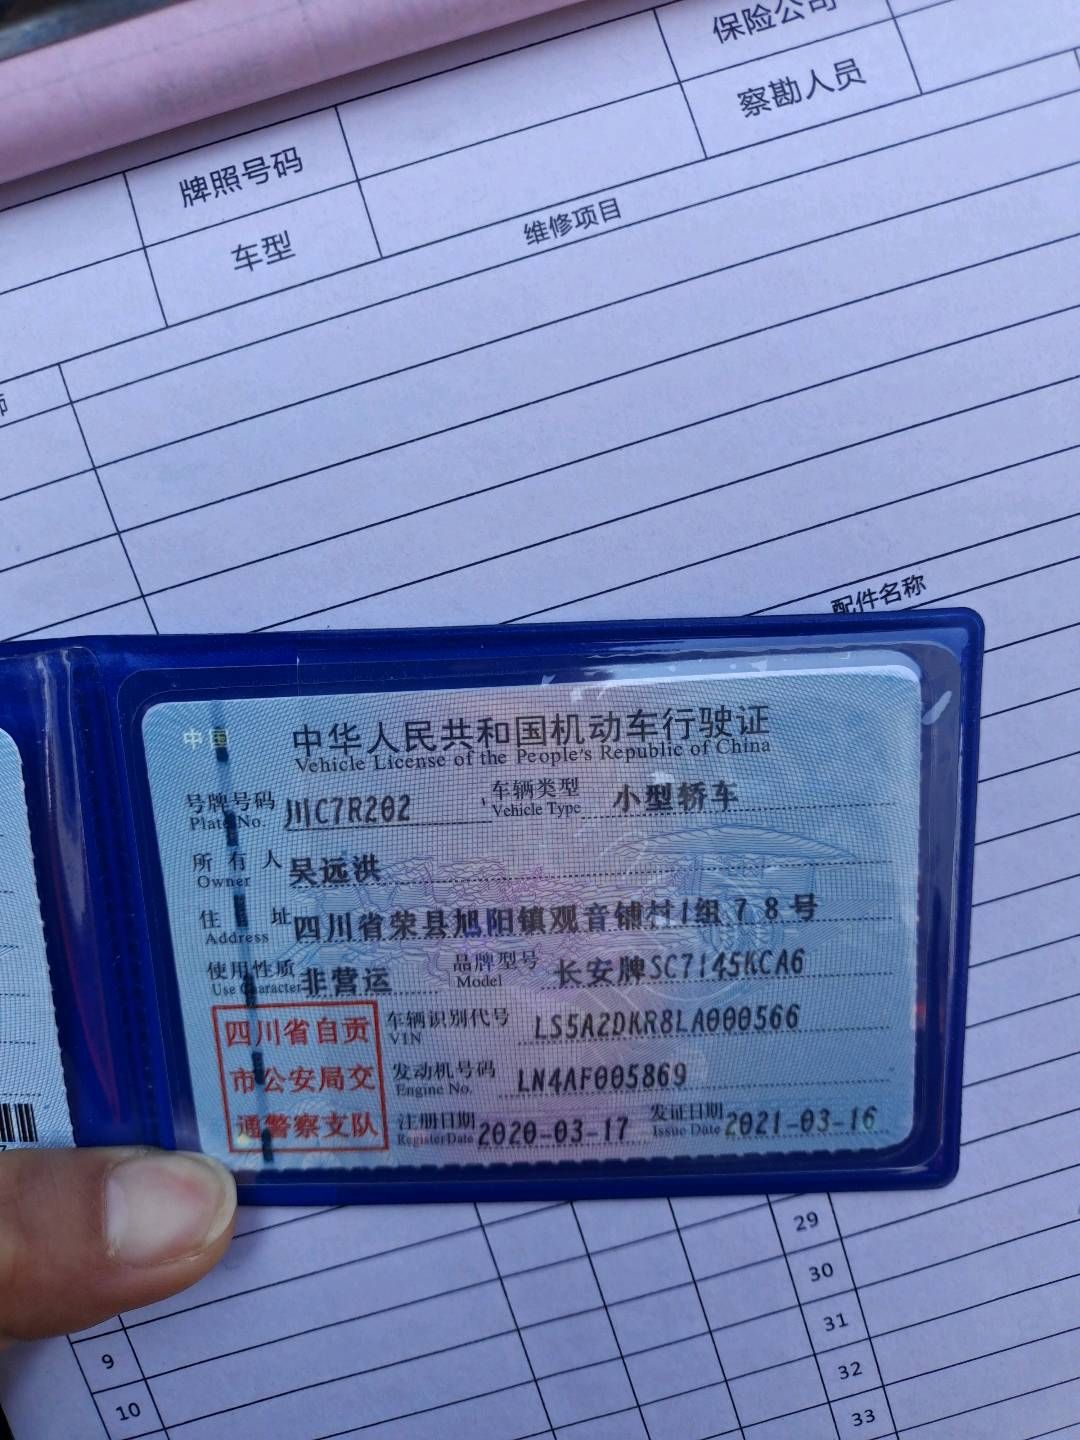 保险公司
牌照号码
察勘人员
车型
维修项目
配件名称
中国
中华人民共和国机动车行驶证
Vehicle License of the People's Republic of China
号牌号码 川C7R202 车辆类型 小型轿车
Plate No. Vehicle Type
所有人 吴远洪
Owner
住址 四川省荣县旭阳镇观音铺村1组78号
Address
使用性质 非营运 品牌型号 长安牌SC7145KCA6
Use Character Model
四川省自贡
市公安局交
通警察支队
车辆识别代号 LS5A2DKR8LA000566
VIN
发动机号码 LN4AF005869
Engine No.
注册日期 2020-03-17 发证日期 2021-03-16
Register Date Issue Date
29
30
9
31
10
32
33